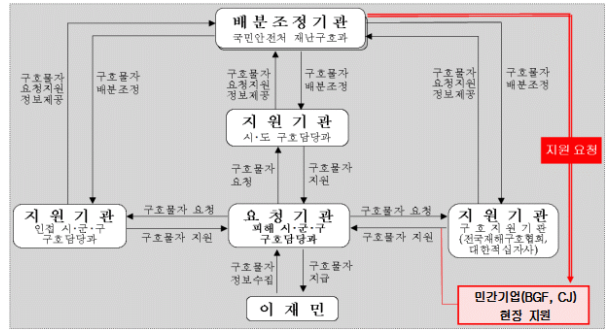 배분조정기관
국민안전처 재난구호과
구호물자
요청지원
정보제공
구호물자
배분조정
구호물자
요청지원
정보제공
구호물자
배분조정
구호물자
요청지원
정보제공
구호물자
배분조정
지원기관
시·도 구호담당과
지원 요청
구호물자
요청
구호물자
지원
지원기관
인접 시·군·구
구호담당과
구호물자 요청
구호물자 지원
요청기관
피해 시·군·구
구호담당과
구호물자 요청
구호물자 지원
지원기관
구호지원기관
(전국재해구호협회,
대한적십자사)
구호물자
정보수집
구호물자
지급
이재민
민간기업(BGF, CJ)
현장 지원